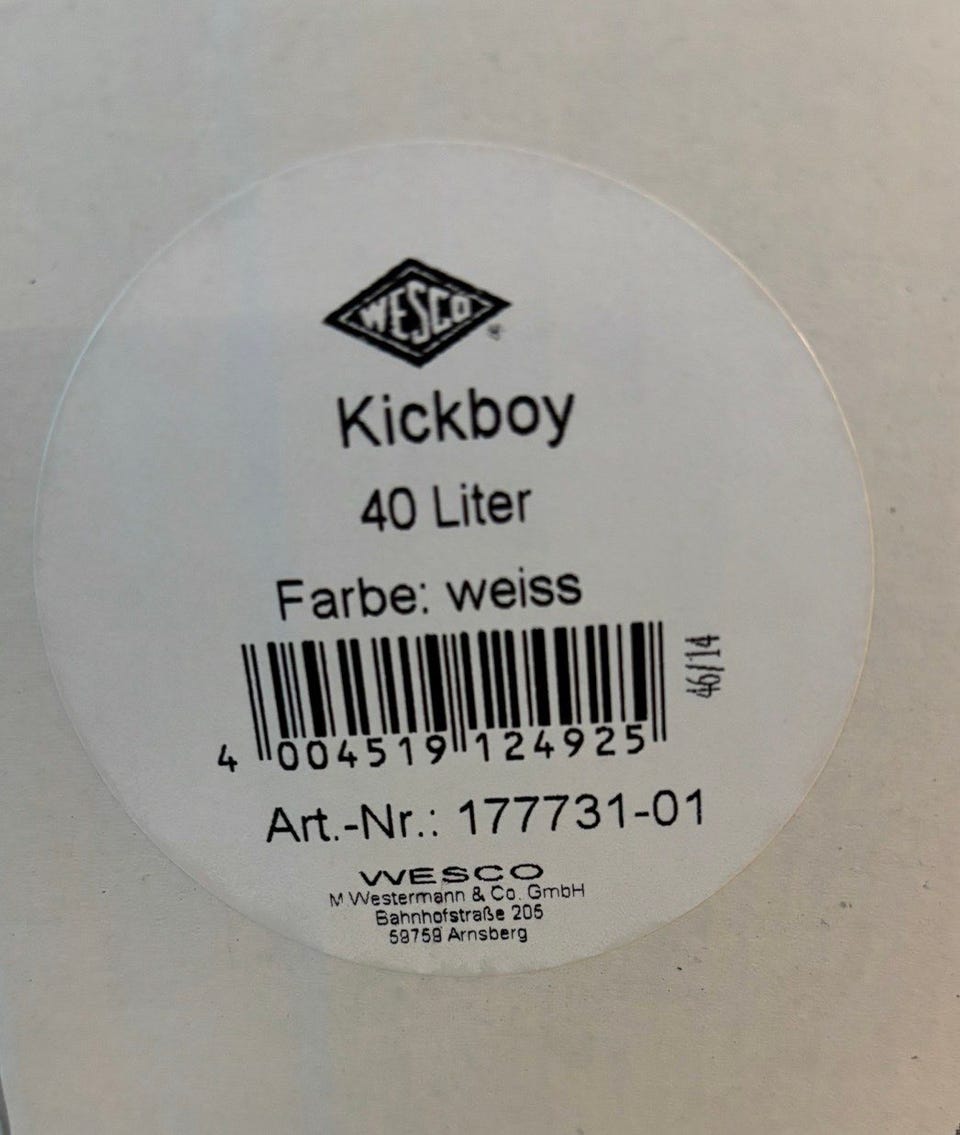 WESCO
®
Kickboy
40 Liter
Farbe: weiss
46/14
4 004519 124925
Art.-Nr.: 177731-01
WESCO
M Westermann & Co. GmbH
Bahnhofstraße 205
59759 Arnsberg